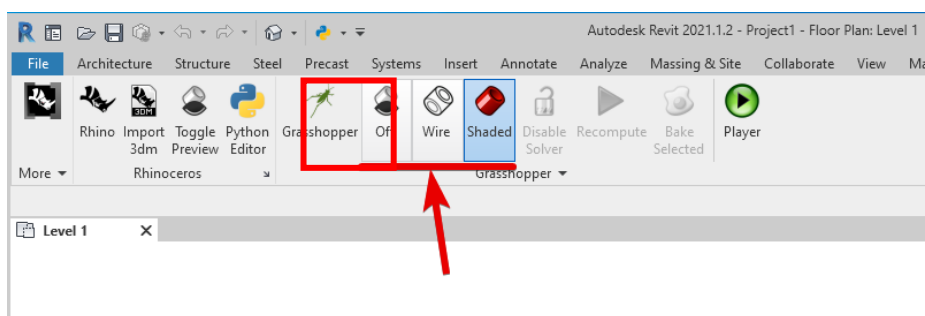 Autodesk Revit 2021.1.2 - Project1 - Floor Plan: Level 1
File Architecture Structure Steel Precast Systems Insert Annotate Analyze Massing & Site Collaborate View Ma
Rhino Import 3dm Toggle Preview Python Editor Grasshopper Off Wire Shaded Disable Solver Recompute Bake Selected Player
More Rhinoceros Grasshopper
Level 1